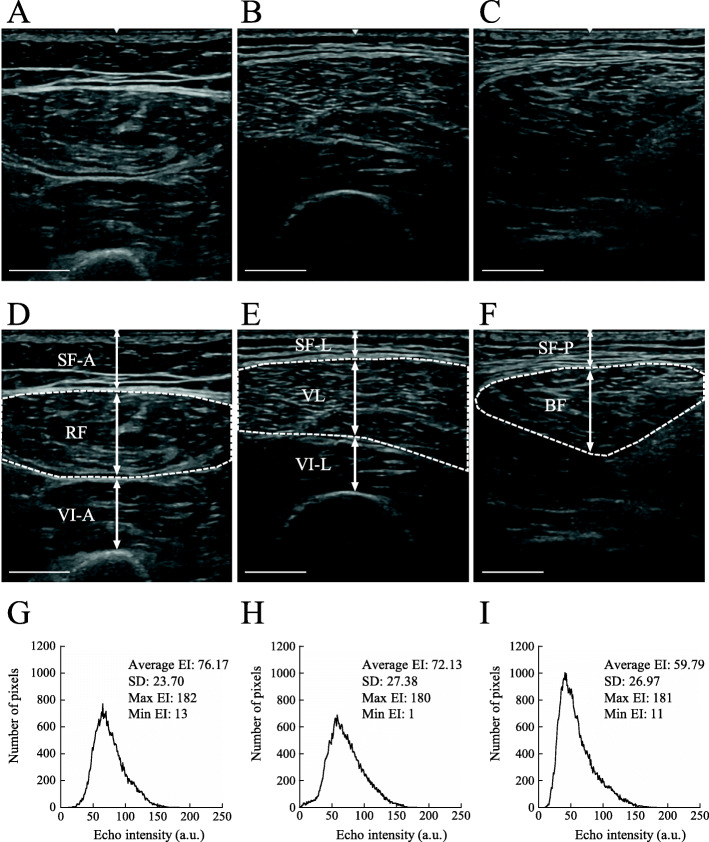 A
B
C
D
E
F
SF-A
RF
VI-A
SF-L
VL
VI-L
SF-P
BF
G
Number of pixels
1200
1000
800
600
400
200
0
Average EI: 76.17
SD: 23.70
Max EI: 182
Min EI: 13
0 50 100 150 200 250
Echo intensity (a.u.)
H
Number of pixels
1200
1000
800
600
400
200
0
Average EI: 72.13
SD: 27.38
Max EI: 180
Min EI: 1
0 50 100 150 200 250
Echo intensity (a.u.)
I
Number of pixels
1200
1000
800
600
400
200
0
Average EI: 59.79
SD: 26.97
Max EI: 181
Min EI: 11
0 50 100 150 200 250
Echo intensity (a.u.)